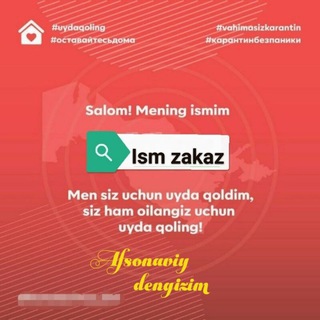 #uydaqoling
#оставайтесьдома
#vahimasizkarantin
#карантинбезпаники
Salom! Mening ismim
Ism zakaz
Men siz uchun uyda qoldim,
siz ham oilangiz uchun
uyda qoling!
Afsonaviy
dengizim